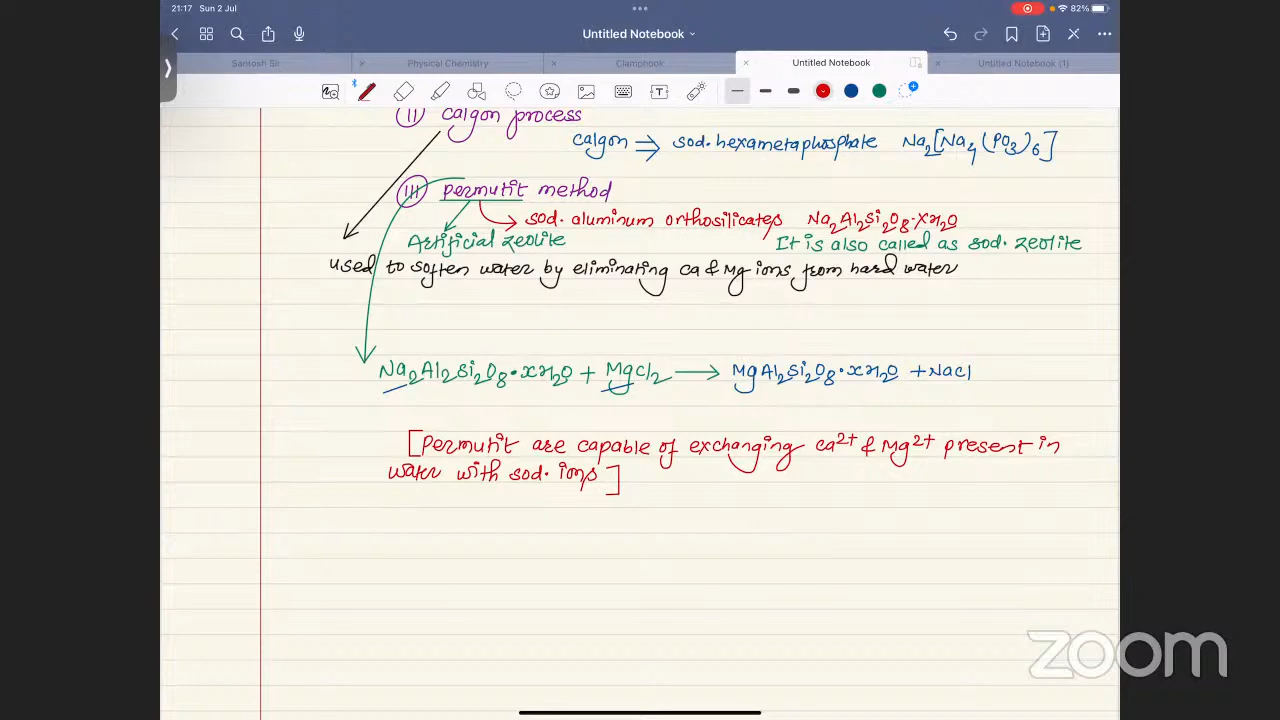 21:17 Sun 2 Jul
82%
Untitled Notebook
Santosh Sir
Physical Chemistry
Clamphook
Untitled Notebook
Untitled Notebook (1)
(II) calgon process
calgon ⇒ sod. hexametaphosphate Na₂[Na₄(PO₃)₆]
(III) permutit method
sod. aluminum orthosilicates Na₂Al₂Si₂O₈·xH₂O
Artificial zeolite
It is also called as sod. zeolite
used to soften water by eliminating ca & Mg ions from hard water
Na₂Al₂Si₂O₈·xH₂O + MgCl₂ ⟶ MgAl₂Si₂O₈·xH₂O + NaCl
[Permutit are capable of exchanging ca²⁺ & Mg²⁺ present in
water with sod. ions]
zoom